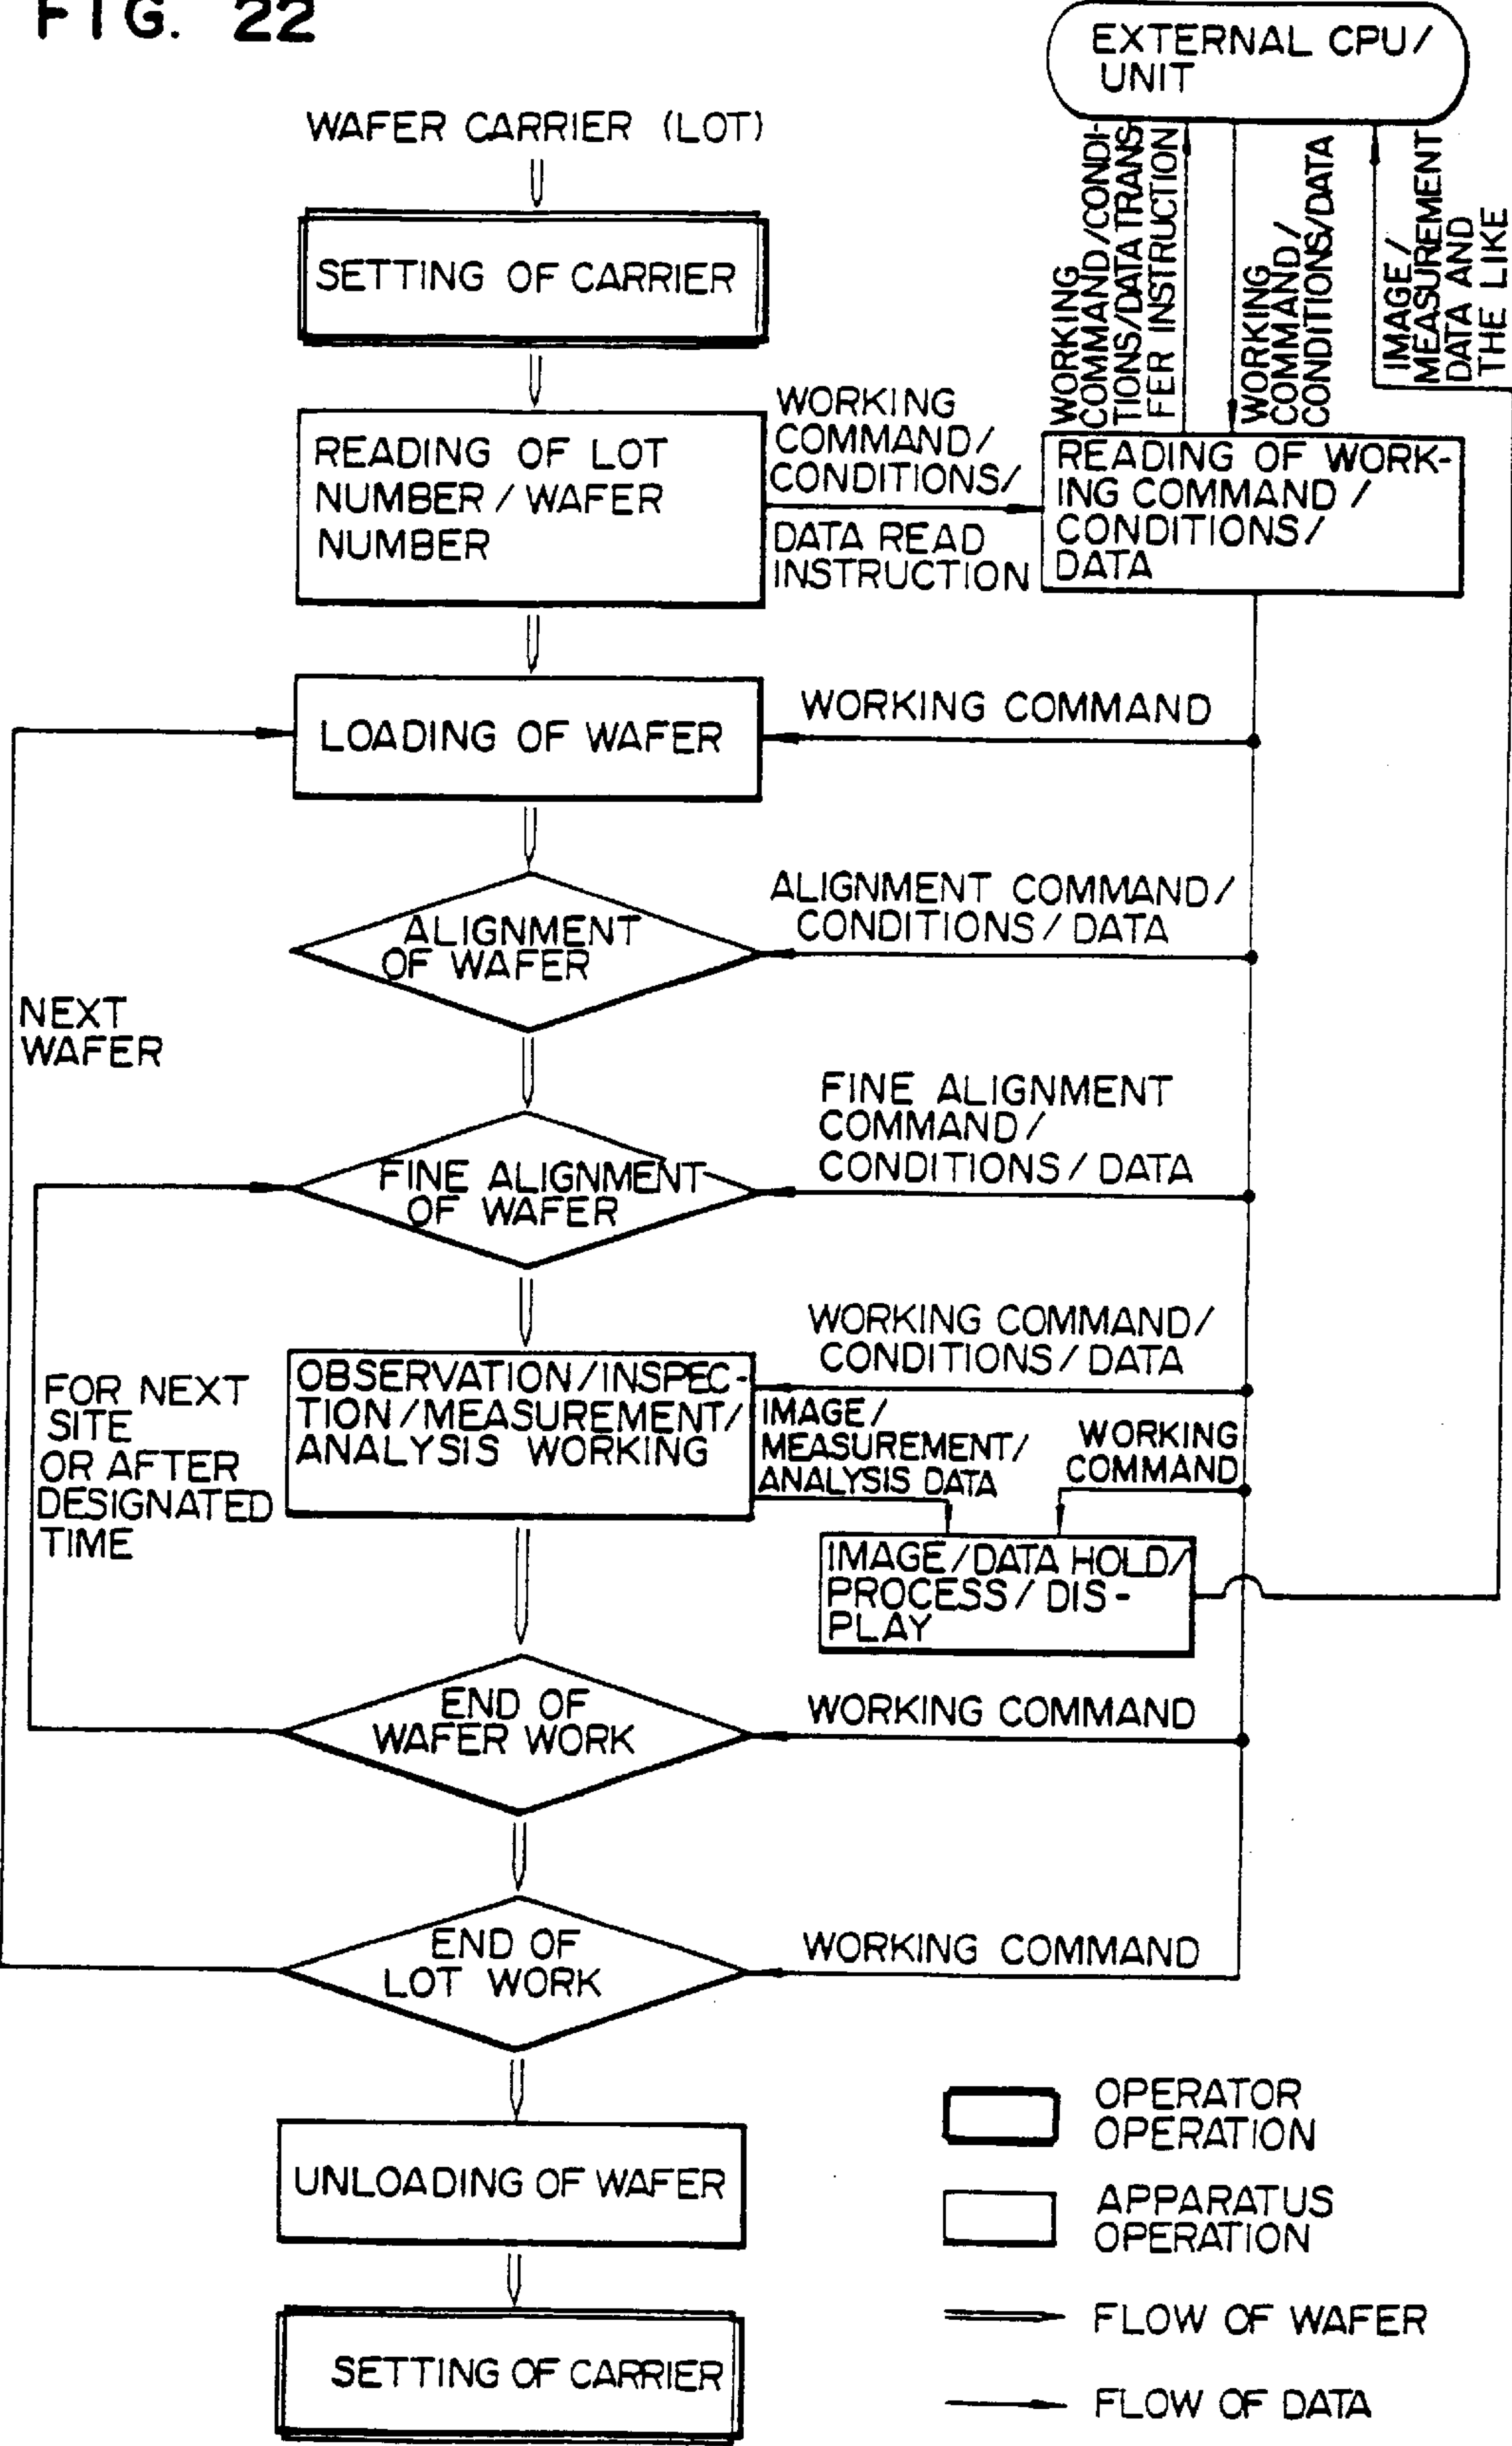 FIG. 22
EXTERNAL CPU/
UNIT
WAFER CARRIER (LOT)
SETTING OF CARRIER
WORKING
COMMAND/CONDI-
TIONS/DATA TRANS
FER INSTRUCTION
WORKING
COMMAND/
CONDITIONS/DATA
IMAGE/
MEASUREMENT
DATA AND
THE LIKE
READING OF LOT
NUMBER/WAFER
NUMBER
WORKING
COMMAND/
CONDITIONS/
DATA READ
INSTRUCTION
READING OF WORK-
ING COMMAND/
CONDITIONS/
DATA
LOADING OF WAFER
WORKING COMMAND
ALIGNMENT
OF WAFER
ALIGNMENT COMMAND/
CONDITIONS/DATA
NEXT
WAFER
FINE ALIGNMENT
OF WAFER
FINE ALIGNMENT
COMMAND/
CONDITIONS/DATA
FOR NEXT
SITE
OR AFTER
DESIGNATED
TIME
OBSERVATION/INSPEC-
TION/MEASUREMENT/
ANALYSIS WORKING
WORKING COMMAND/
CONDITIONS/DATA
IMAGE/
MEASUREMENT/
ANALYSIS DATA
WORKING
COMMAND
IMAGE/DATA HOLD/
PROCESS/DIS-
PLAY
END OF
WAFER WORK
WORKING COMMAND
END OF
LOT WORK
WORKING COMMAND
UNLOADING OF WAFER
SETTING OF CARRIER
OPERATOR
OPERATION
APPARATUS
OPERATION
FLOW OF WAFER
FLOW OF DATA